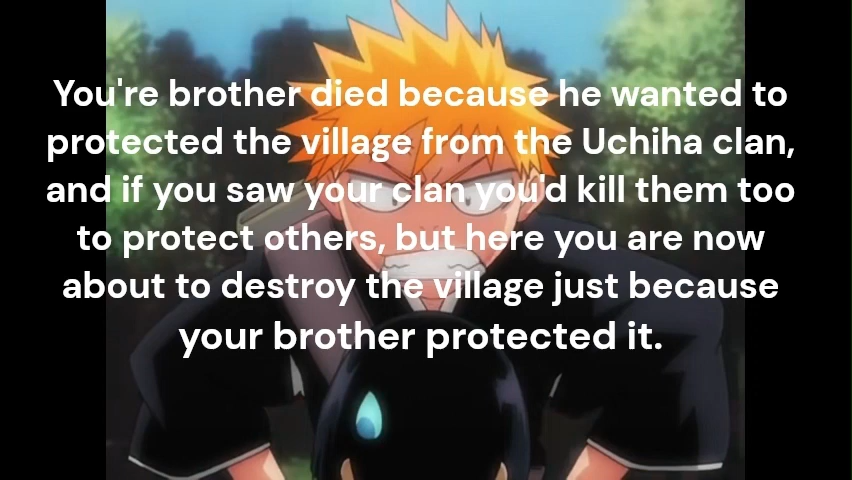 You're brother died because he wanted to
protected the village from the Uchiha clan,
and if you saw your clan you'd kill them too
to protect others, but here you are now
about to destroy the village just because
your brother protected it.